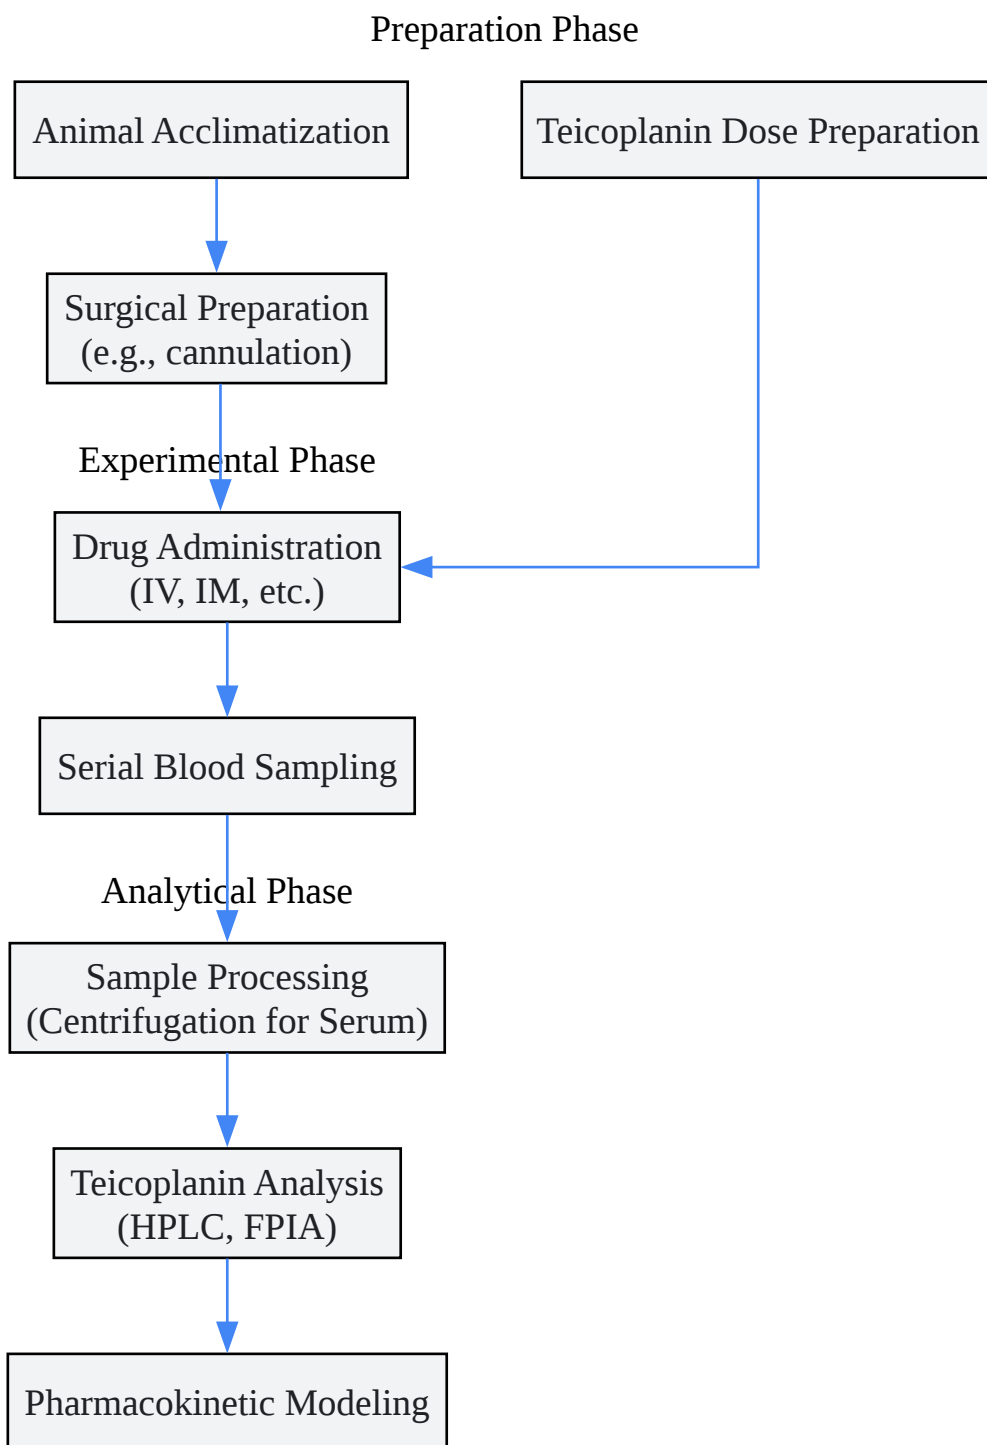 Preparation Phase
Animal Acclimatization
Teicoplanin Dose Preparation
Surgical Preparation
(e.g., cannulation)
Experimental Phase
Drug Administration
(IV, IM, etc.)
Serial Blood Sampling
Analytical Phase
Sample Processing
(Centrifugation for Serum)
Teicoplanin Analysis
(HPLC, FPIA)
Pharmacokinetic Modeling